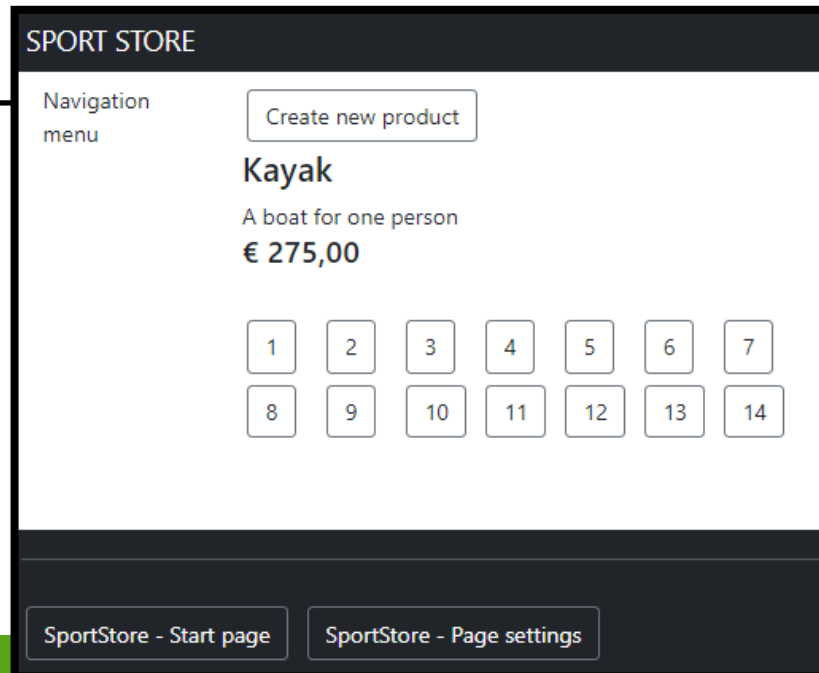 SPORT STORE
Navigation
menu
Create new product
Kayak
A boat for one person
€ 275,00
1 2 3 4 5 6 7
8 9 10 11 12 13 14
SportStore - Start page SportStore - Page settings